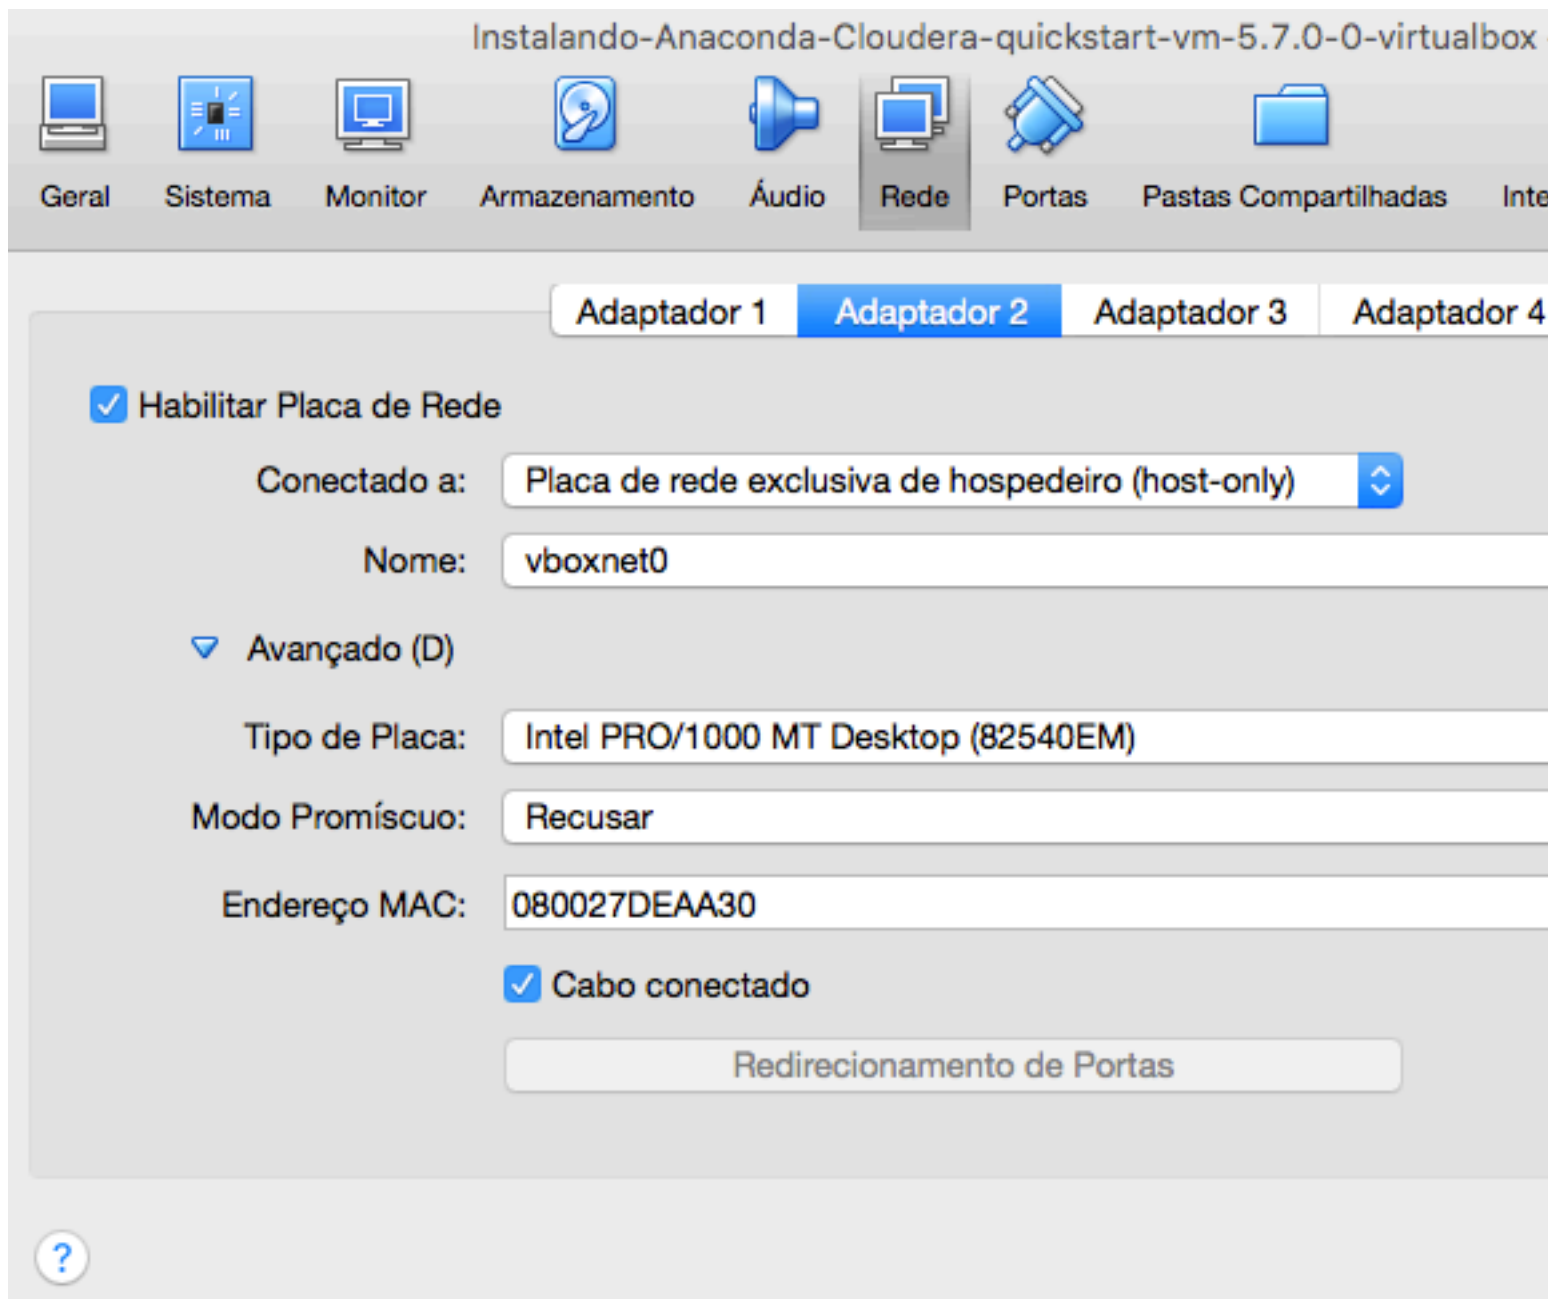 Instalando-Anaconda-Cloudera-quickstart-vm-5.7.0-0-virtualbox
Geral Sistema Monitor Armazenamento Áudio Rede Portas Pastas Compartilhadas Inte
Adaptador 1 Adaptador 2 Adaptador 3 Adaptador 4
Habilitar Placa de Rede
Conectado a: Placa de rede exclusiva de hospedeiro (host-only)
Nome: vboxnet0
Avançado (D)
Tipo de Placa: Intel PRO/1000 MT Desktop (82540EM)
Modo Promíscuo: Recusar
Endereço MAC: 080027DEAA30
Cabo conectado
Redirecionamento de Portas
?